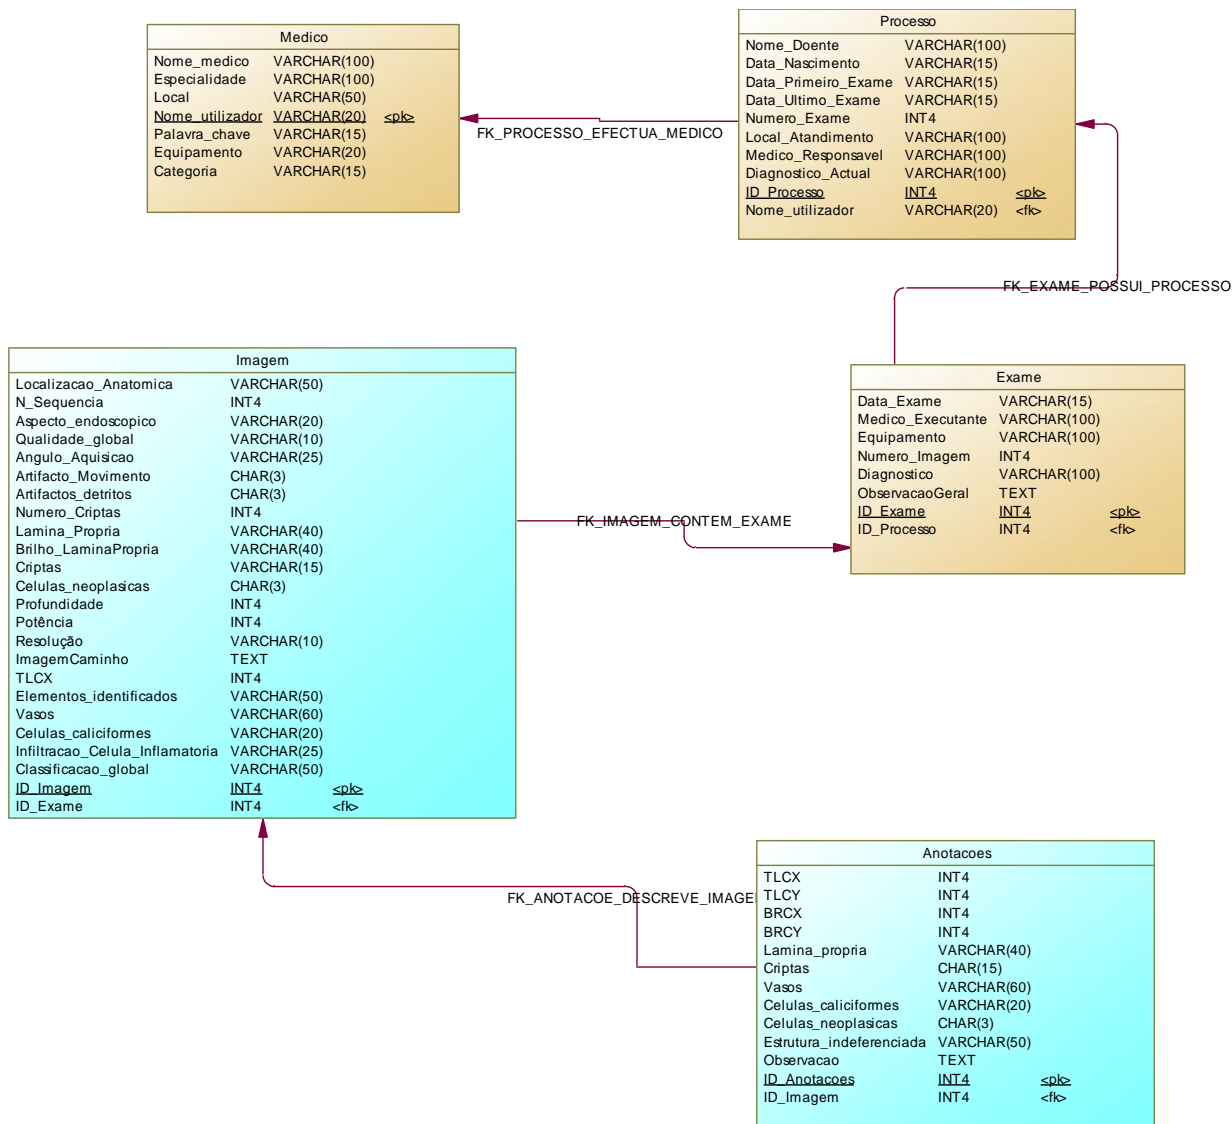 Medico
Nome_medico VARCHAR(100)
Especialidade VARCHAR(100)
Local VARCHAR(50)
Nome_utilizador VARCHAR(20) <pk>
Palavra_chave VARCHAR(15)
Equipamento VARCHAR(20)
Categoria VARCHAR(15)
FK_PROCESSO_EFECTUA_MEDICO
Processo
Nome_Doente VARCHAR(100)
Data_Nascimento VARCHAR(15)
Data_Primeiro_Exame VARCHAR(15)
Data_Ultimo_Exame VARCHAR(15)
Numero_Exame INT4
Local_Atandimento VARCHAR(100)
Medico_Responsavel VARCHAR(100)
Diagnostico_Actual VARCHAR(100)
ID_Processo INT4 <pk>
Nome_utilizador VARCHAR(20) <fk>
FK_EXAME_POSSUI_PROCESSO
Imagem
Localizacao_Anatomica VARCHAR(50)
N_Sequencia INT4
Aspecto_endoscopico VARCHAR(20)
Qualidade_global VARCHAR(10)
Angulo_Aquisicao VARCHAR(25)
Artifacto_Movimento CHAR(3)
Artifactos_detritos CHAR(3)
Numero_Criptas INT4
Lamina_Propria VARCHAR(40)
Brilho_LaminaPropria VARCHAR(40)
Criptas VARCHAR(15)
Celulas_neoplasicas CHAR(3)
Profundidade INT4
Potência INT4
Resolução VARCHAR(10)
ImagemCaminho TEXT
TLCX INT4
Elementos_identificados VARCHAR(50)
Vasos VARCHAR(60)
Celulas_caliciformes VARCHAR(20)
Infiltracao_Celula_Inflamatoria VARCHAR(25)
Classificacao_global VARCHAR(50)
ID_Imagem INT4 <pk>
ID_Exame INT4 <fk>
FK_IMAGEM_CONTEM_EXAME
Exame
Data_Exame VARCHAR(15)
Medico_Executante VARCHAR(100)
Equipamento VARCHAR(100)
Numero_Imagem INT4
Diagnostico VARCHAR(100)
ObservacaoGeral TEXT
ID_Exame INT4 <pk>
ID_Processo INT4 <fk>
FK_ANOTACOE_DESCREVE_IMAGE
Anotacoes
TLCX INT4
TLCY INT4
BRCX INT4
BRCY INT4
Lamina_propria VARCHAR(40)
Criptas CHAR(15)
Vasos VARCHAR(60)
Celulas_caliciformes VARCHAR(20)
Celulas_neoplasicas CHAR(3)
Estrutura_indeferenciada VARCHAR(50)
Observacao TEXT
ID_Anotacoes INT4 <pk>
ID_Imagem INT4 <fk>